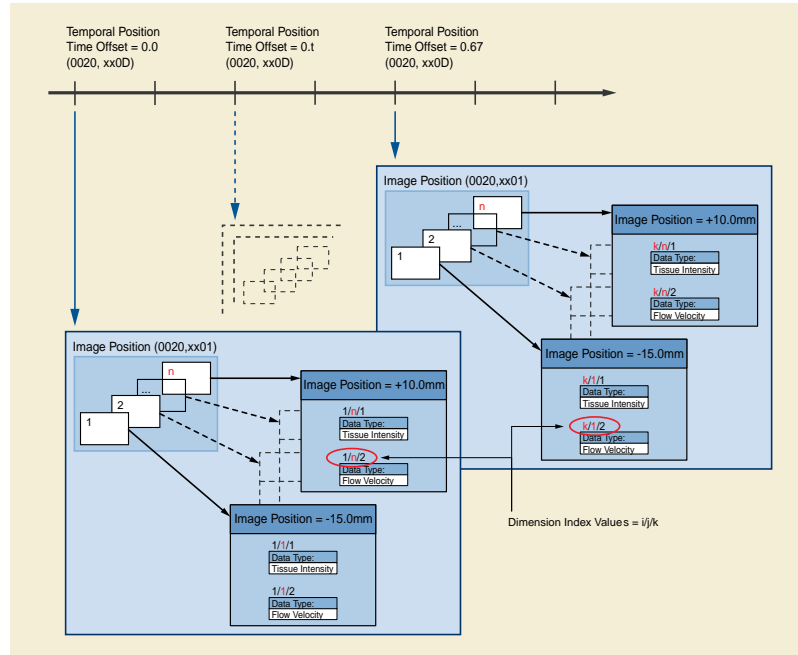 Temporal Position
Time Offset = 0.0
(0020, xx0D)
Temporal Position
Time Offset = 0.t
(0020, xx0D)
Temporal Position
Time Offset = 0.67
(0020, xx0D)
Image Position (0020,xx01)
n
...
2
1
Image Position = +10.0mm
k/n/1
Data Type:
Tissue Intensity
k/n/2
Data Type:
Flow Velocity
Image Position = -15.0mm
k/1/1
Data Type:
Tissue Intensity
k/1/2
Data Type:
Flow Velocity
Image Position (0020,xx01)
n
...
2
1
Image Position = +10.0mm
1/n/1
Data Type:
Tissue Intensity
1/n/2
Data Type:
Flow Velocity
Image Position = -15.0mm
1/1/1
Data Type:
Tissue Intensity
1/1/2
Data Type:
Flow Velocity
Dimension Index Values = i/j/k